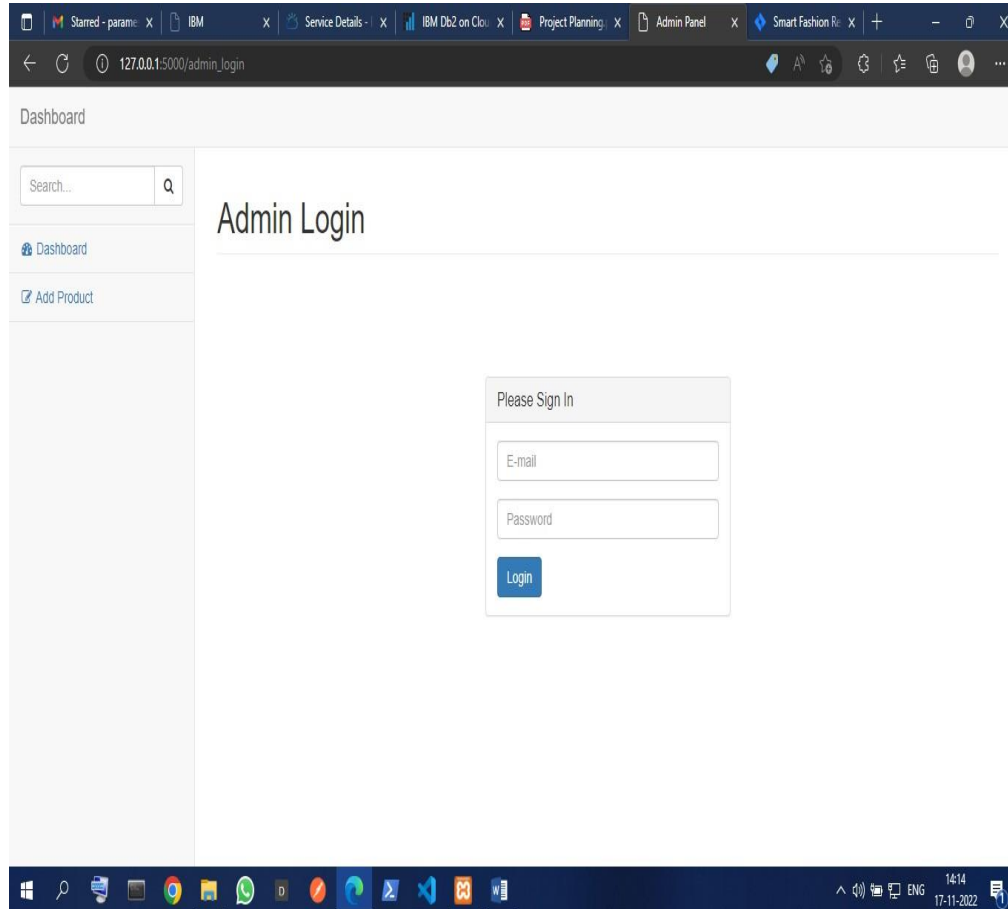 Starred - parame
IBM
Service Details - I
IBM Db2 on Clou
Project Planning.
Admin Panel
Smart Fashion Re
127.0.0.1:5000/admin_login
Dashboard
Search...
Dashboard
Add Product
Admin Login
Please Sign In
E-mail
Password
Login
ENG
14:14
17-11-2022